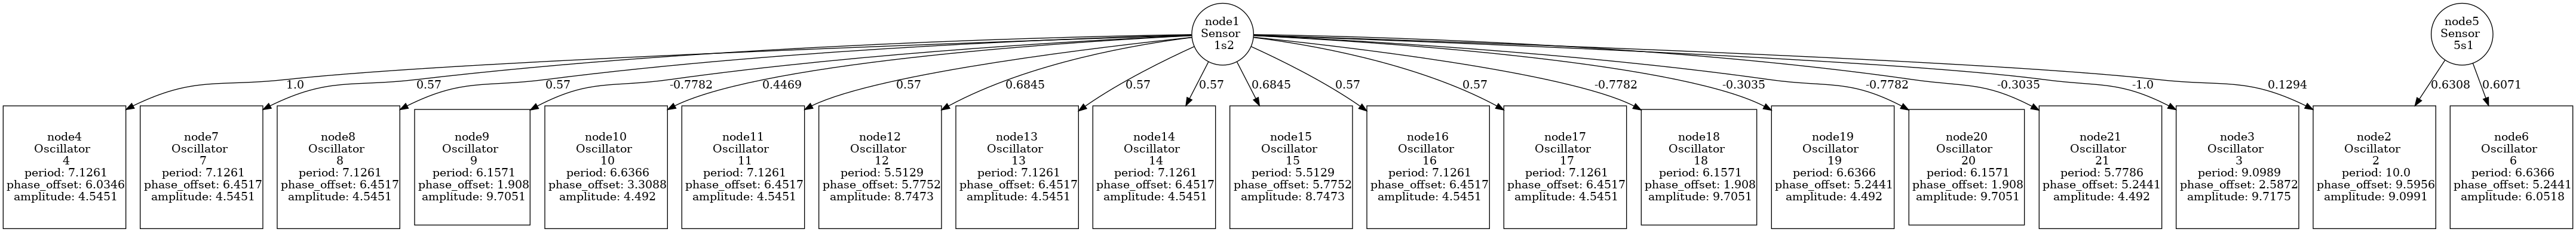 node1
Sensor
1s2
node5
Sensor
5s1
1.0
0.57
0.57
-0.7782
0.4469
0.57
0.6845
0.57
0.57
0.6845
0.57
0.57
-0.7782
-0.3035
-0.7782
-0.3035
-1.0
0.1294
0.6308
0.6071
node4
Oscillator
4
period: 7.1261
phase_offset: 6.0346
amplitude: 4.5451
node7
Oscillator
7
period: 7.1261
phase_offset: 6.4517
amplitude: 4.5451
node8
Oscillator
8
period: 7.1261
phase_offset: 6.4517
amplitude: 4.5451
node9
Oscillator
9
period: 6.1571
phase_offset: 1.908
amplitude: 9.7051
node10
Oscillator
10
period: 6.6366
phase_offset: 3.3088
amplitude: 4.492
node11
Oscillator
11
period: 7.1261
phase_offset: 6.4517
amplitude: 4.5451
node12
Oscillator
12
period: 5.5129
phase_offset: 5.7752
amplitude: 8.7473
node13
Oscillator
13
period: 7.1261
phase_offset: 6.4517
amplitude: 4.5451
node14
Oscillator
14
period: 7.1261
phase_offset: 6.4517
amplitude: 4.5451
node15
Oscillator
15
period: 5.5129
phase_offset: 5.7752
amplitude: 8.7473
node16
Oscillator
16
period: 7.1261
phase_offset: 6.4517
amplitude: 4.5451
node17
Oscillator
17
period: 7.1261
phase_offset: 6.4517
amplitude: 4.5451
node18
Oscillator
18
period: 6.1571
phase_offset: 1.908
amplitude: 9.7051
node19
Oscillator
19
period: 6.6366
phase_offset: 5.2441
amplitude: 4.492
node20
Oscillator
20
period: 6.1571
phase_offset: 1.908
amplitude: 9.7051
node21
Oscillator
21
period: 5.7786
phase_offset: 5.2441
amplitude: 4.492
node3
Oscillator
3
period: 9.0989
phase_offset: 2.5872
amplitude: 9.7175
node2
Oscillator
2
period: 10.0
phase_offset: 9.5956
amplitude: 9.0991
node6
Oscillator
6
period: 6.6366
phase_offset: 5.2441
amplitude: 6.0518